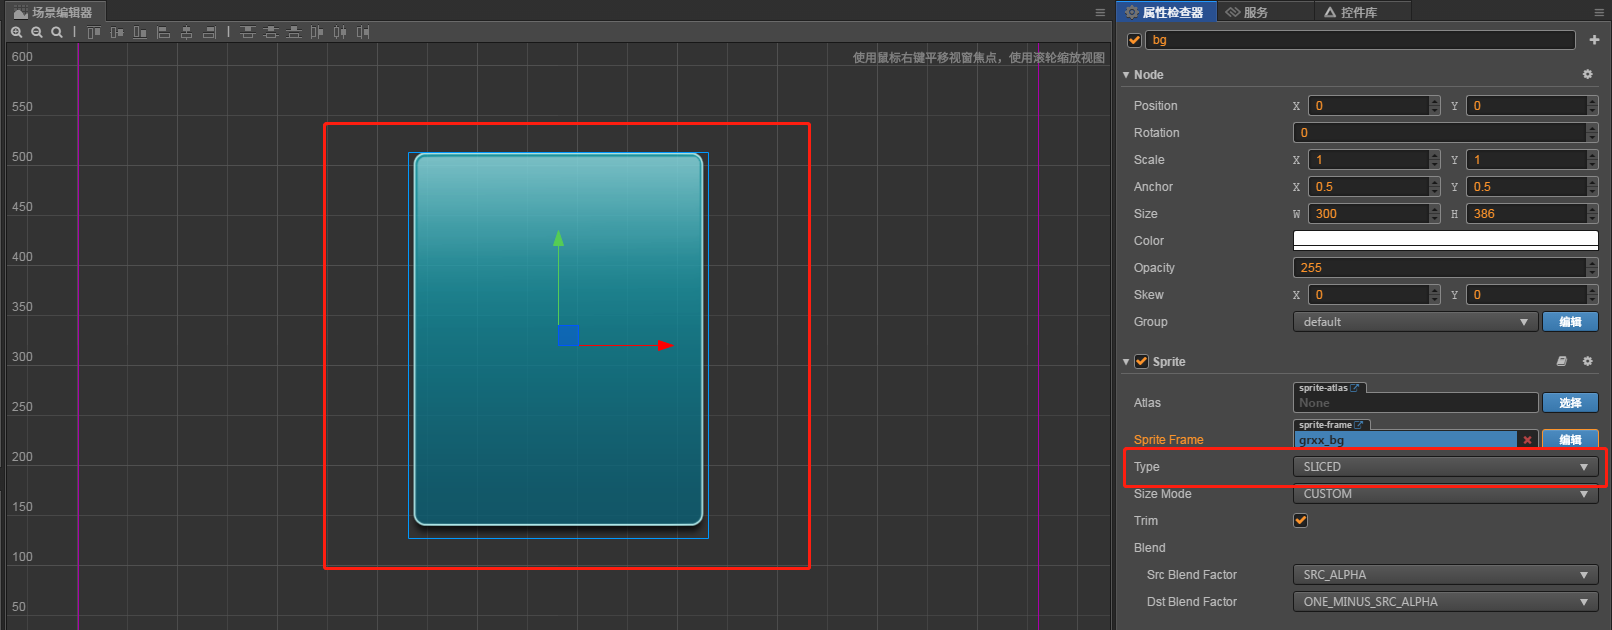 场景编辑器
使用鼠标右键平移视窗焦点，使用滚轮缩放视图
600
550
500
450
400
350
300
250
200
150
100
50
属性检查器 服务 控件库
bg
Node
Position X 0 Y 0
Rotation 0
Scale X 1 Y 1
Anchor X 0.5 Y 0.5
Size W 300 H 386
Color
Opacity 255
Skew X 0 Y 0
Group default 编辑
Sprite
sprite-atlas
Atlas None 选择
sprite-frame
Sprite Frame grxx_bg 编辑
Type SLICED
Size Mode CUSTOM
Trim
Blend
Src Blend Factor SRC_ALPHA
Dst Blend Factor ONE_MINUS_SRC_ALPHA